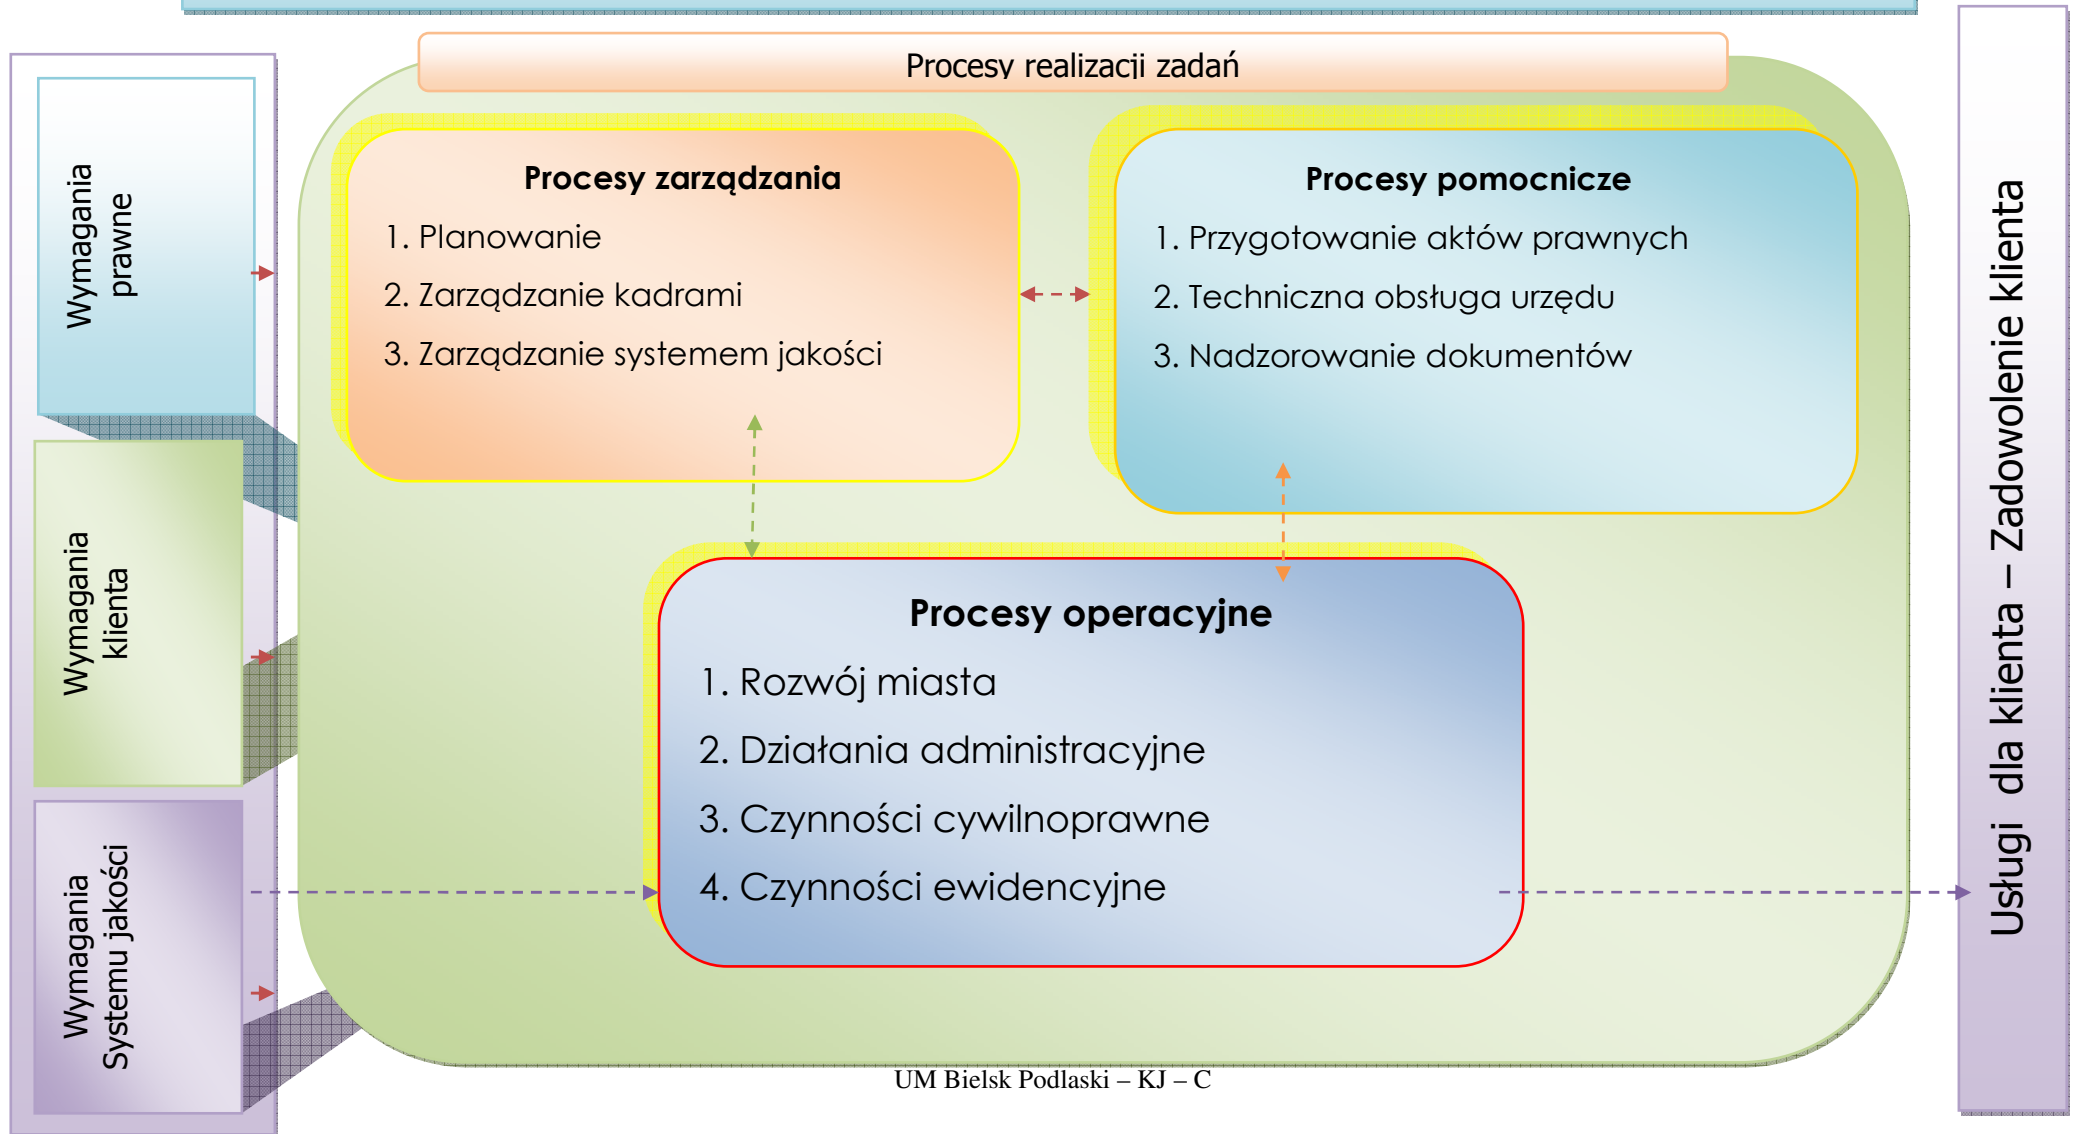 Procesy realizacji zadań
Wymagania
prawne
Wymagania
klienta
Wymagania
Systemu jakości
Procesy zarządzania
1. Planowanie
2. Zarządzanie kadrami
3. Zarządzanie systemem jakości
Procesy pomocnicze
1. Przygotowanie aktów prawnych
2. Techniczna obsługa urzędu
3. Nadzorowanie dokumentów
Procesy operacyjne
1. Rozwój miasta
2. Działania administracyjne
3. Czynności cywilnoprawne
4. Czynności ewidencyjne
Usługi dla klienta – Zadowolenie klienta
UM Bielsk Podlaski – KJ – C